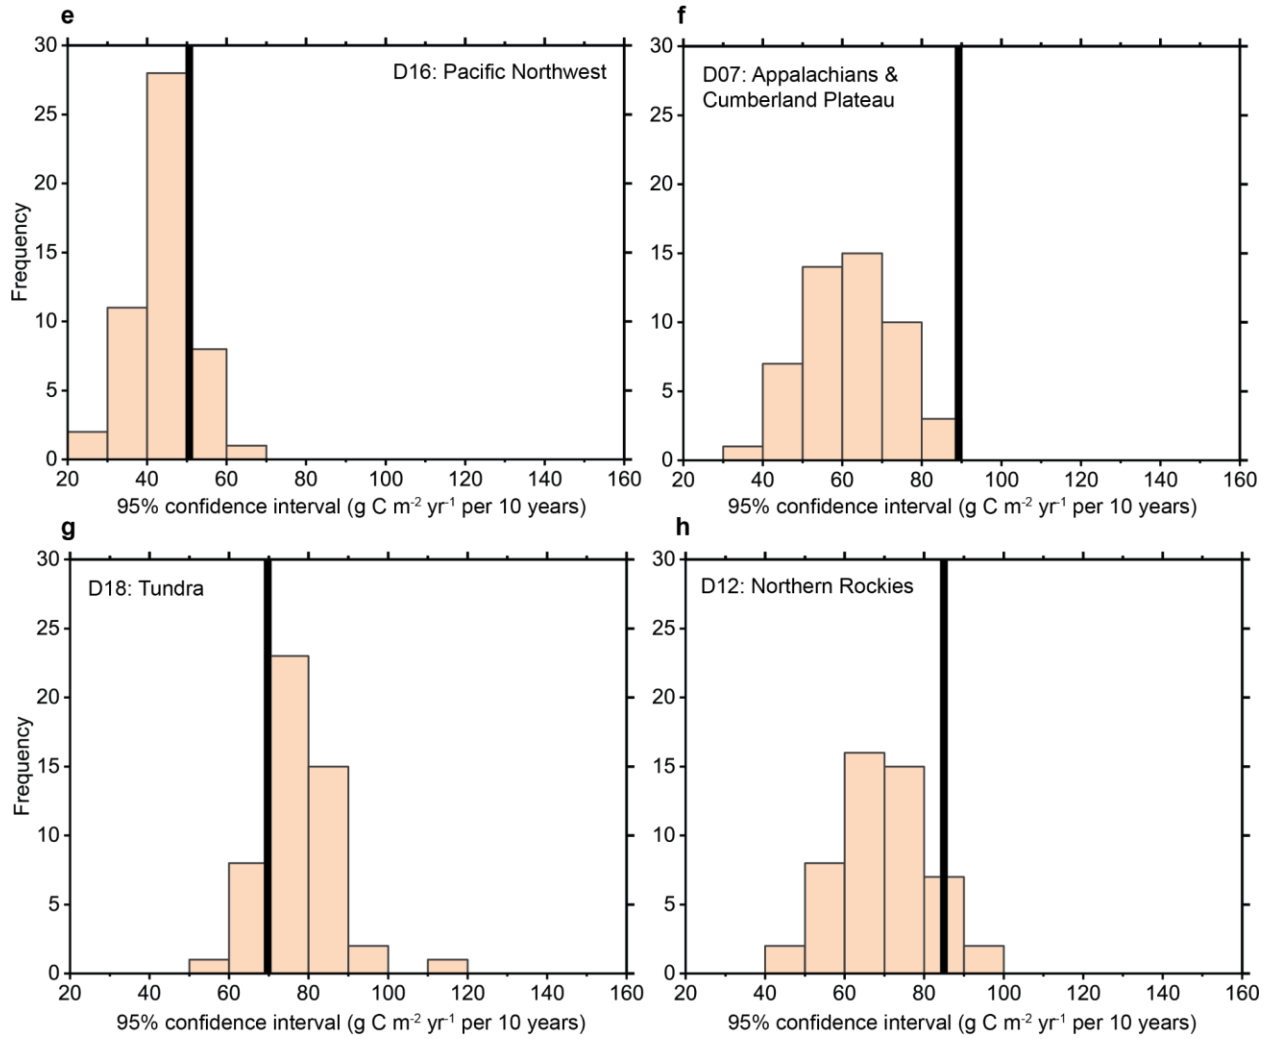 e
30
25
20
15
10
5
0
Frequency
D16: Pacific Northwest
20 40 60 80 100 120 140 160
95% confidence interval (g C m⁻² yr⁻¹ per 10 years)
f
30
25
20
15
10
5
0
D07: Appalachians &
Cumberland Plateau
20 40 60 80 100 120 140 160
95% confidence interval (g C m⁻² yr⁻¹ per 10 years)
g
30
25
20
15
10
5
0
Frequency
D18: Tundra
20 40 60 80 100 120 140 160
95% confidence interval (g C m⁻² yr⁻¹ per 10 years)
h
30
25
20
15
10
5
0
D12: Northern Rockies
20 40 60 80 100 120 140 160
95% confidence interval (g C m⁻² yr⁻¹ per 10 years)